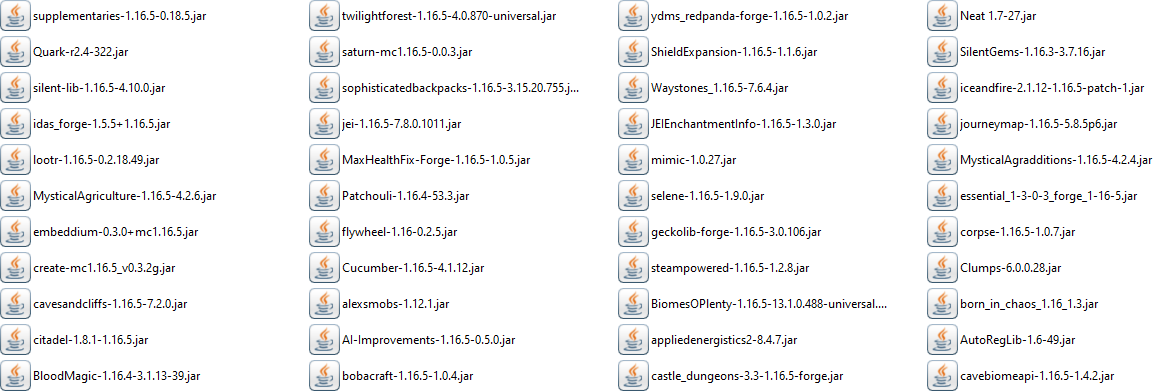 supplementaries-1.16.5-0.18.5.jar
twilightforest-1.16.5-4.0.870-universal.jar
ydms_redpanda-forge-1.16.5-1.0.2.jar
Neat 1.7-27.jar
Quark-r2.4-322.jar
saturn-mc1.16.5-0.0.3.jar
ShieldExpansion-1.16.5-1.1.6.jar
SilentGems-1.16.3-3.7.16.jar
silent-lib-1.16.5-4.10.0.jar
sophisticatedbackpacks-1.16.5-3.15.20.755.j...
Waystones_1.16.5-7.6.4.jar
iceandfire-2.1.12-1.16.5-patch-1.jar
idas_forge-1.5.5+1.16.5.jar
jei-1.16.5-7.8.0.1011.jar
JEIEnchantmentInfo-1.16.5-1.3.0.jar
journeymap-1.16.5-5.8.5p6.jar
lootr-1.16.5-0.2.18.49.jar
MaxHealthFix-Forge-1.16.5-1.0.5.jar
mimic-1.0.27.jar
MysticalAgradditions-1.16.5-4.2.4.jar
MysticalAgriculture-1.16.5-4.2.6.jar
Patchouli-1.16.4-53.3.jar
selene-1.16.5-1.9.0.jar
essential_1-3-0-3_forge_1-16-5.jar
embeddium-0.3.0+mc1.16.5.jar
flywheel-1.16-0.2.5.jar
geckolib-forge-1.16.5-3.0.106.jar
corpse-1.16.5-1.0.7.jar
create-mc1.16.5_v0.3.2g.jar
Cucumber-1.16.5-4.1.12.jar
steampowered-1.16.5-1.2.8.jar
Clumps-6.0.0.28.jar
cavesandcliffs-1.16.5-7.2.0.jar
alexsmobs-1.12.1.jar
BiomesOPlenty-1.16.5-13.1.0.488-universal....
born_in_chaos_1.16_1.3.jar
citadel-1.8.1-1.16.5.jar
AI-Improvements-1.16.5-0.5.0.jar
appliedenergistics2-8.4.7.jar
AutoRegLib-1.6-49.jar
BloodMagic-1.16.4-3.1.13-39.jar
bobacraft-1.16.5-1.0.4.jar
castle_dungeons-3.3-1.16.5-forge.jar
cavebiomeapi-1.16.5-1.4.2.jar